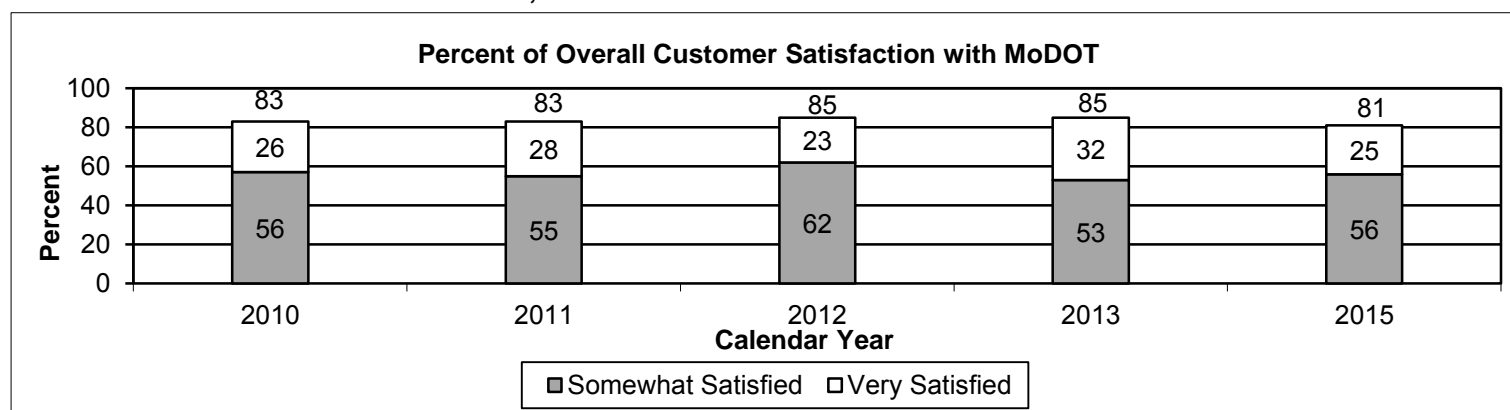 Percent of Overall Customer Satisfaction with MoDOT
Percent
100
80
60
40
20
0
83 83 85 85 81
26 28 23 32 25
56 55 62 53 56
2010 2011 2012 2013 2015
Calendar Year
Somewhat Satisfied Very Satisfied